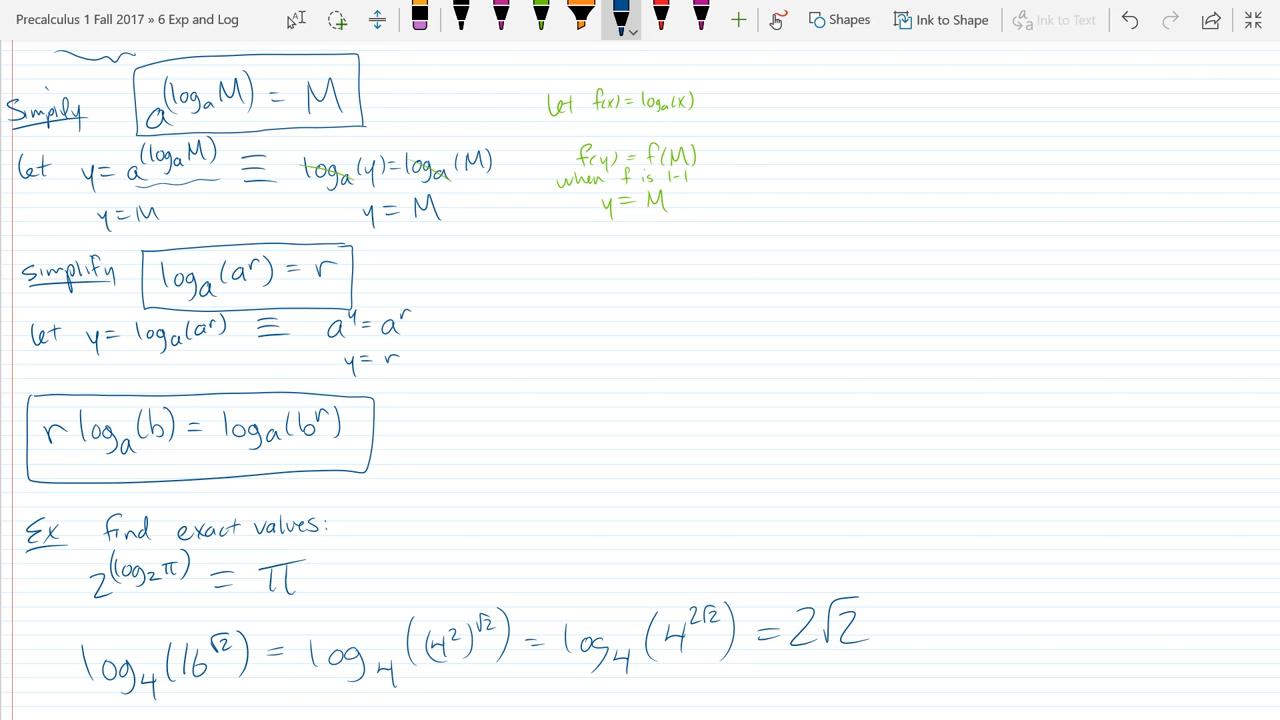 Precalculus 1 Fall 2017 » 6 Exp and Log
Shapes
Ink to Shape
Ink to Text
Simplify a^(log_a M) = M
Let f(x) = log_a(x)
Let y = a^(log_a M) ≡ log_a(y) = log_a(M)
f(y) = f(M)
when f is 1-1
y = M y = M
y = M
Simplify log_a(a^r) = r
Let y = log_a(a^r) ≡ a^y = a^r
y = r
r log_a(b) = log_a(b^r)
Ex find exact values:
2^(log_2 π) = π
log_4(16^√2) = log_4((4^2)^√2) = log_4(4^2√2) = 2√2